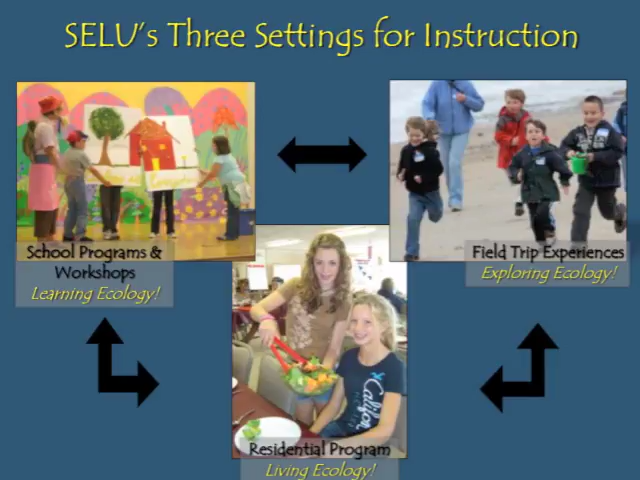 SELU's Three Settings for Instruction
School Programs &
Workshops
Learning Ecology!
Field Trip Experiences
Exploring Ecology!
Residential Program
Living Ecology!